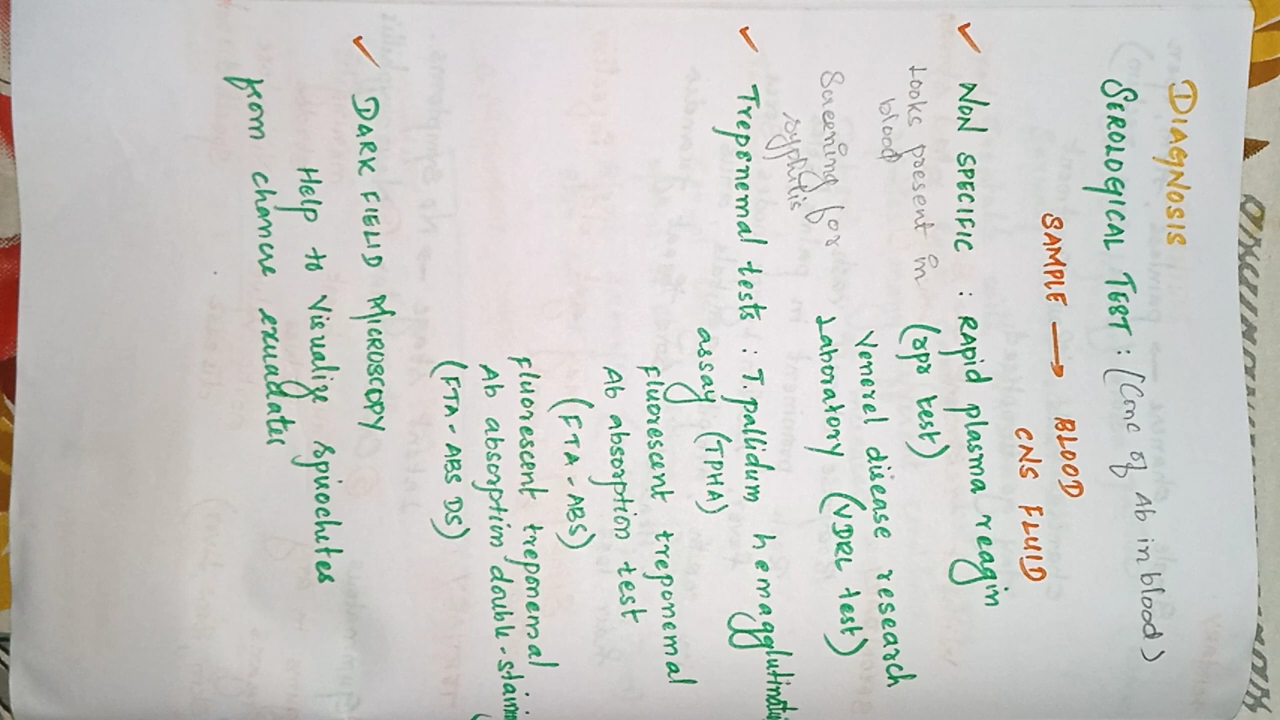 DIAGNOSIS
SEROLOGICAL TEST : (Conc of Ab in blood)
SAMPLE → BLOOD
CNS FLUID
✓ NON SPECIFIC : RAPID plasma reagin
(rpr test)
Looks present in
blood
Venerel disease research
Laboratory (VDRL test)
Screening for
syphilis
✓ Treponemal tests : T. pallidum hemagglutinatio
assay (TPHA)
Fluorescent treponemal
Ab absorption test
(FTA-ABS)
Fluorescent treponemal
Ab absorption double-stainin
(FTA-ABS DS)
✓ DARK FIELD MICROSCOPY
Help to Visualize spirochetes
from chancre exudates